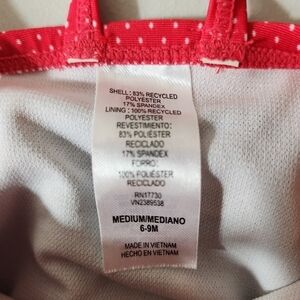 SHELL: 83% RECYCLED
POLYESTER
17% SPANDEX
LINING: 100% RECYCLED
POLYESTER
REVESTIMIENTO:
83% POLIÉSTER
RECICLADO
17% SPANDEX
FORRO:
100% POLIÉSTER
RECICLADO
RN17730
VN2389538
MEDIUM/MEDIANO
6-9M
MADE IN VIETNAM
HECHO EN VIETNAM